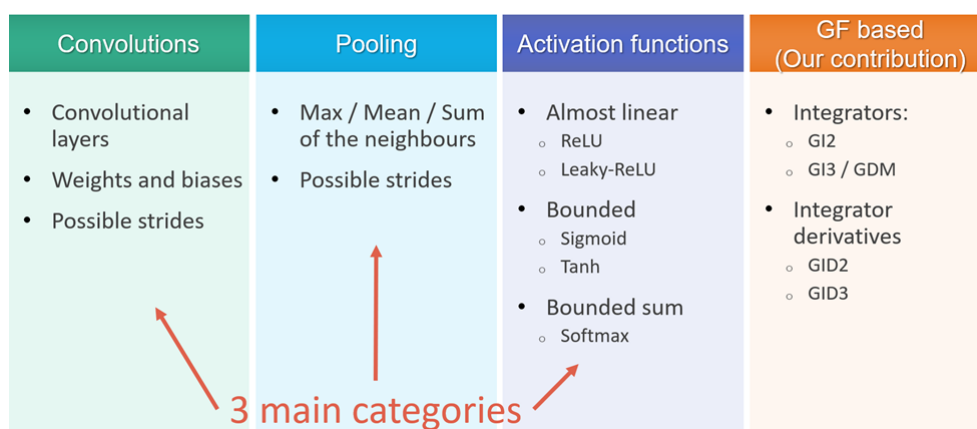 Convolutions
• Convolutional
layers
• Weights and biases
• Possible strides
Pooling
• Max / Mean / Sum
of the neighbours
• Possible strides
Activation functions
• Almost linear
o ReLU
o Leaky-ReLU
• Bounded
o Sigmoid
o Tanh
• Bounded sum
o Softmax
GF based
(Our contribution)
• Integrators:
o GI2
o GI3 / GDM
• Integrator
derivatives
o GID2
o GID3
3 main categories